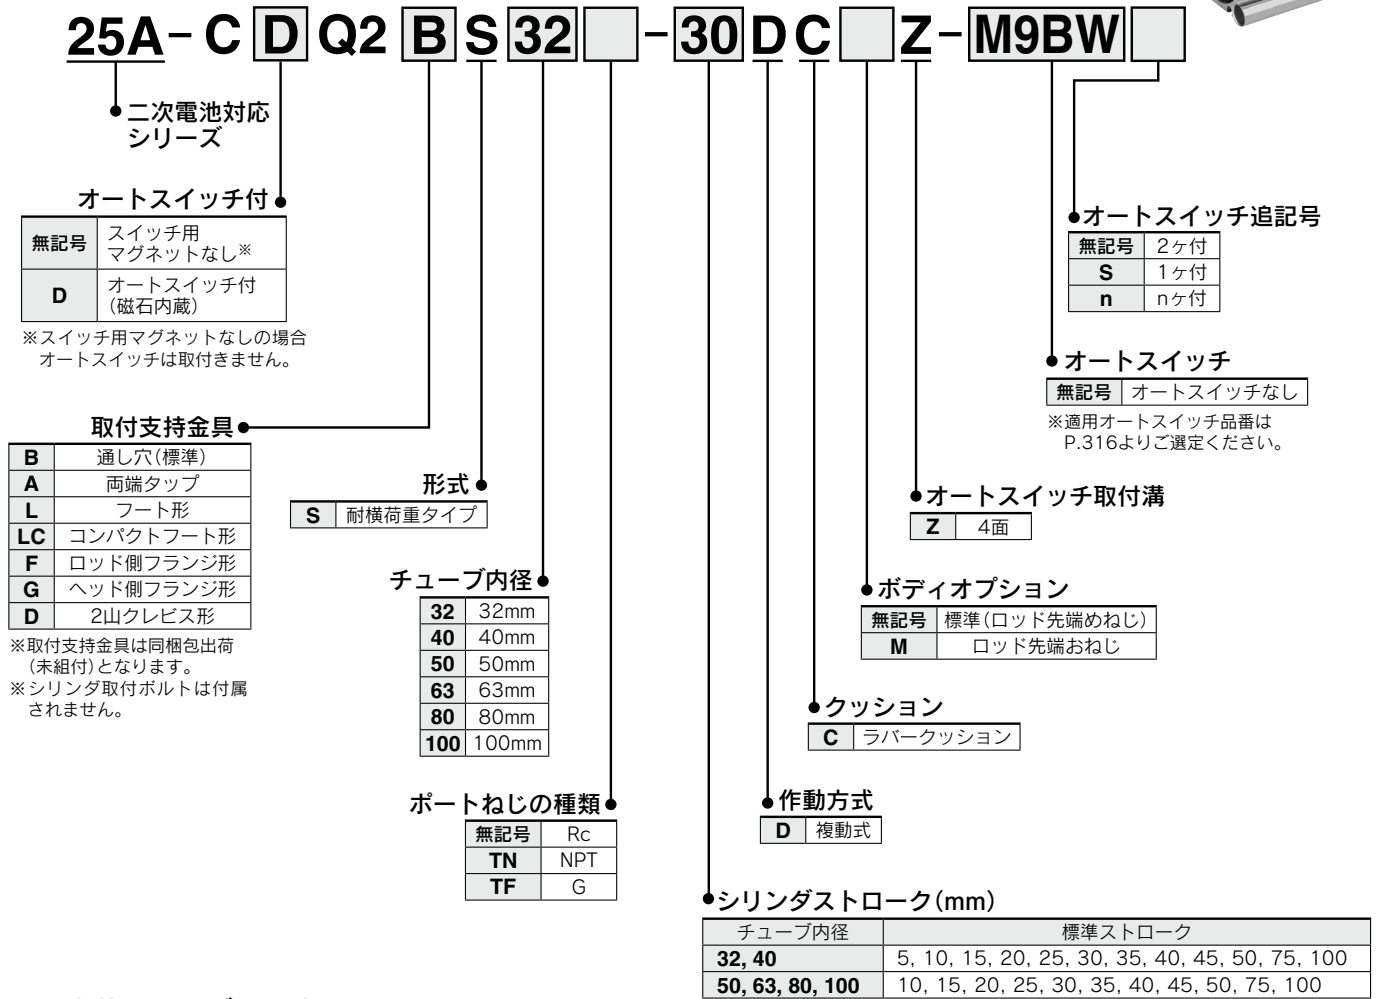 25A-CDQ2BS32 -30DC Z-M9BW
二次電池対応
シリーズ
オートスイッチ付
無記号 スイッチ用
マグネットなし※
D オートスイッチ付
(磁石内蔵)
※スイッチ用マグネットなしの場合
オートスイッチは取付きません。
取付支持金具
B 通し穴(標準)
A 両端タップ
L フート形
LC コンパクトフート形
F ロッド側フランジ形
G ヘッド側フランジ形
D 2山クレビス形
※取付支持金具は同梱包出荷
(未組付)となります。
※シリンダ取付ボルトは付属
されません。
形式
S 耐横荷重タイプ
チューブ内径
32 32mm
40 40mm
50 50mm
63 63mm
80 80mm
100 100mm
ポートねじの種類
無記号 Rc
TN NPT
TF G
シリンダストローク(mm)
チューブ内径 標準ストローク
32, 40 5, 10, 15, 20, 25, 30, 35, 40, 45, 50, 75, 100
50, 63, 80, 100 10, 15, 20, 25, 30, 35, 40, 45, 50, 75, 100
作動方式
D 複動式
クッション
C ラバークッション
ボディオプション
無記号 標準(ロッド先端めねじ)
M ロッド先端おねじ
オートスイッチ取付溝
Z 4面
オートスイッチ
無記号 オートスイッチなし
※適用オートスイッチ品番は
P.316よりご選定ください。
オートスイッチ追記号
無記号 2ヶ付
S 1ヶ付
n nヶ付